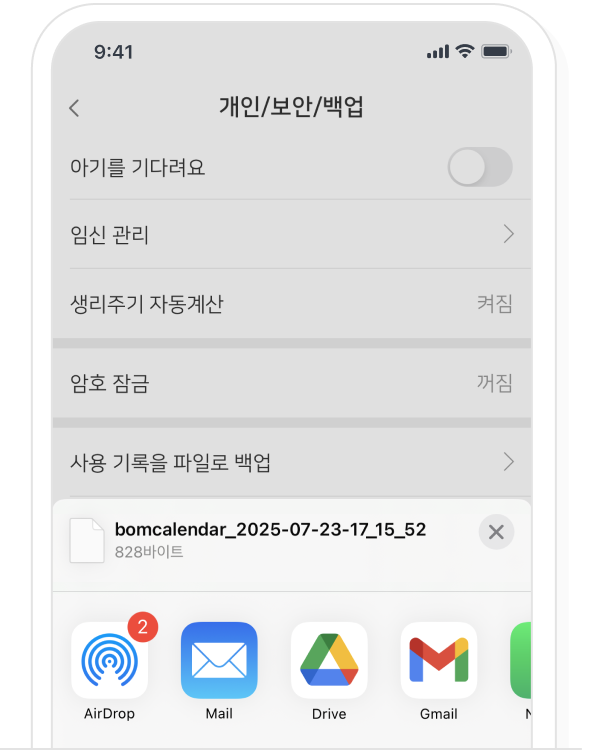 9:41
개인/보안/백업
아기를 기다려요
임신 관리
생리주기 자동계산 켜짐
암호 잠금 꺼짐
사용 기록을 파일로 백업
bomcalendar_2025-07-23-17_15_52
828바이트
2
AirDrop Mail Drive Gmail